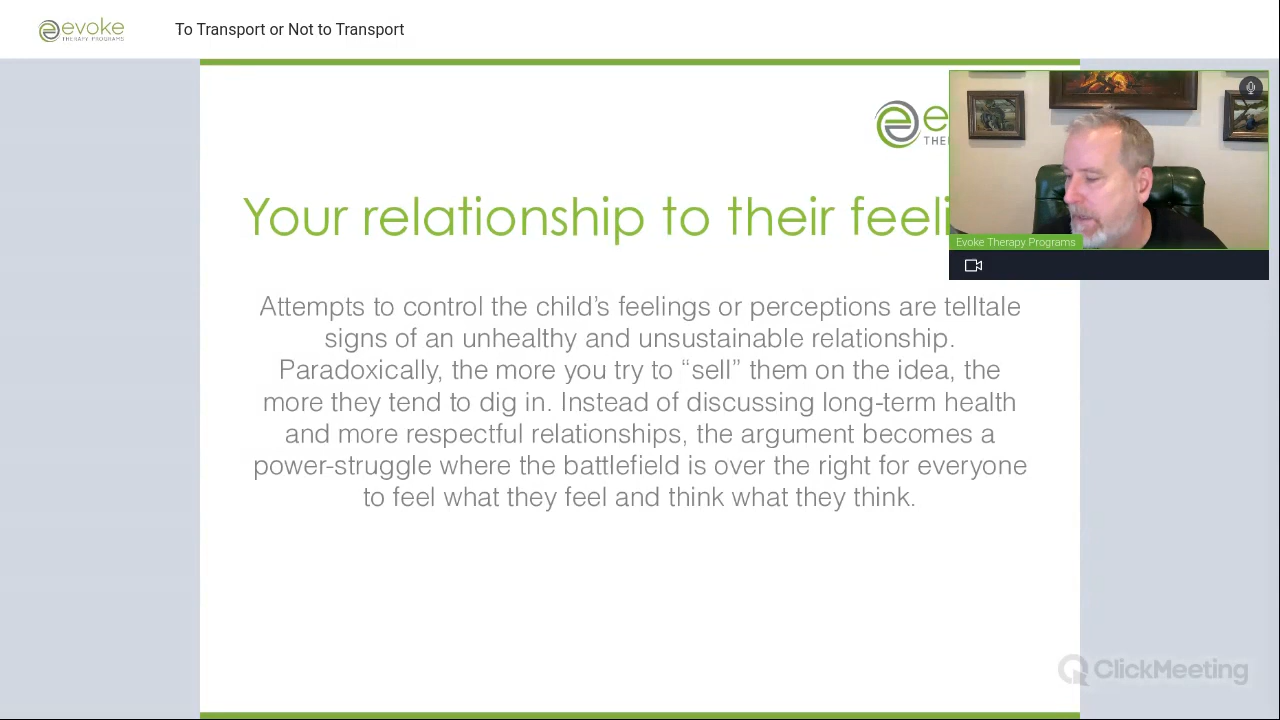 evoke
THERAPY PROGRAMS
To Transport or Not to Transport
e
THE
Your relationship to their feeli
Evoke Therapy Programs
Attempts to control the child’s feelings or perceptions are telltale
signs of an unhealthy and unsustainable relationship.
Paradoxically, the more you try to “sell” them on the idea, the
more they tend to dig in. Instead of discussing long-term health
and more respectful relationships, the argument becomes a
power-struggle where the battlefield is over the right for everyone
to feel what they feel and think what they think.
ClickMeeting